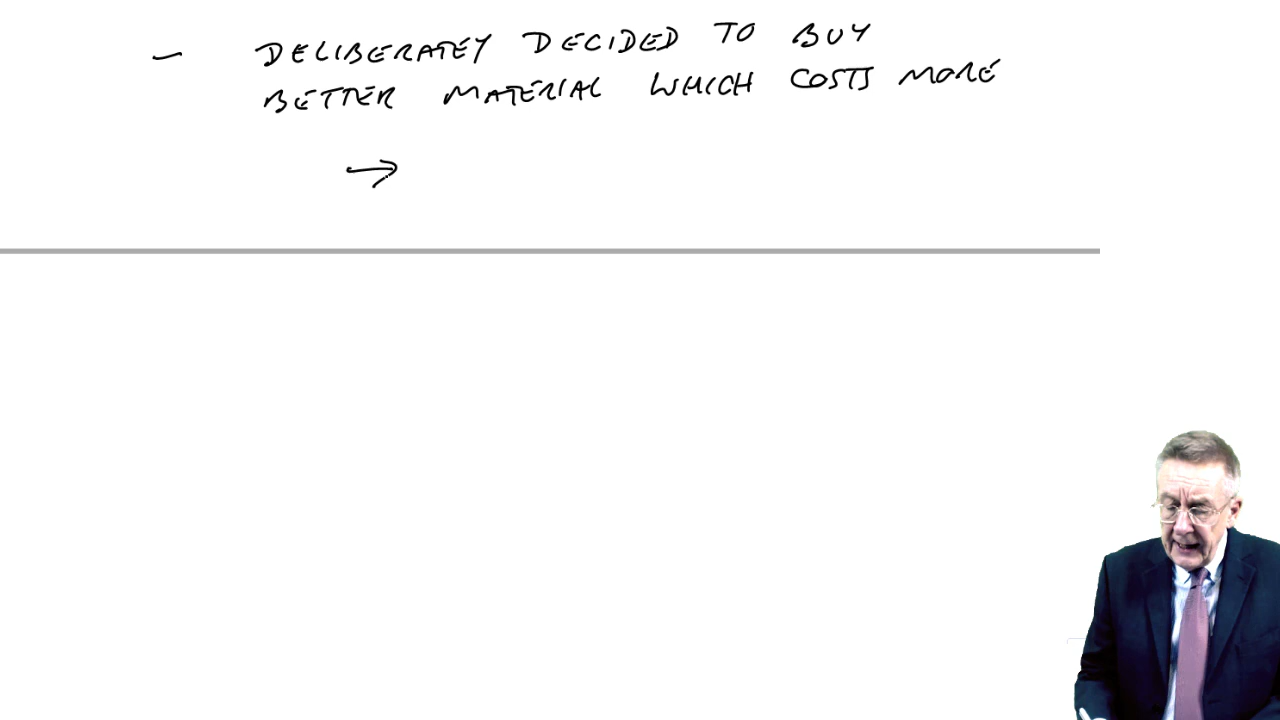 - DELIBERATEY DECIDED TO BUY
BETTER MATERIAL WHICH COSTS MORE
→